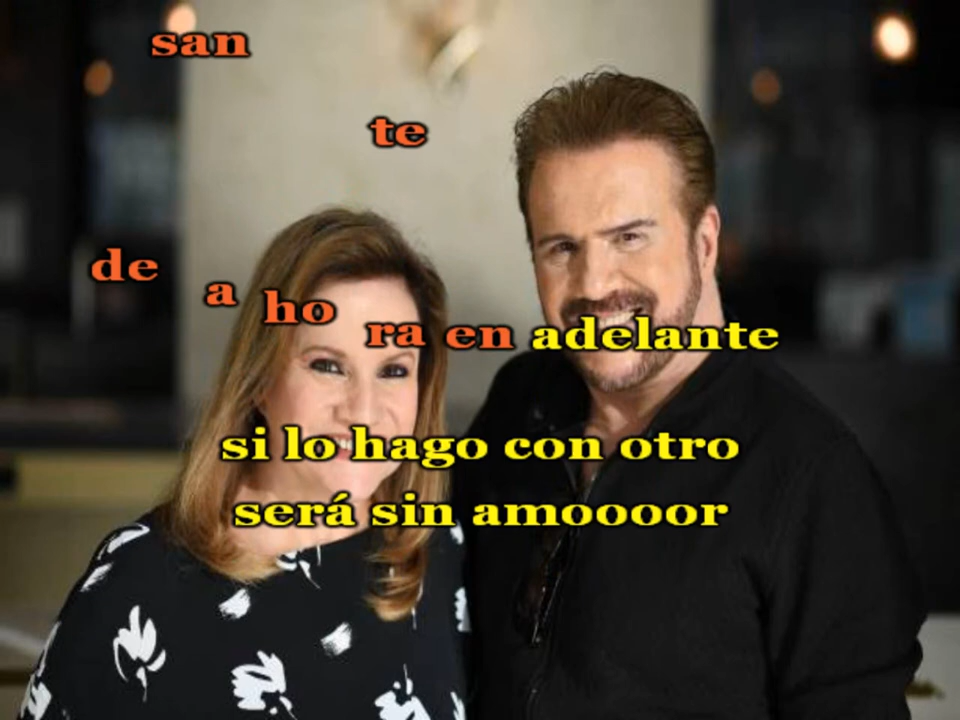 san
te
de a ho ra en adelante
si lo hago con otro
será sin amoooor